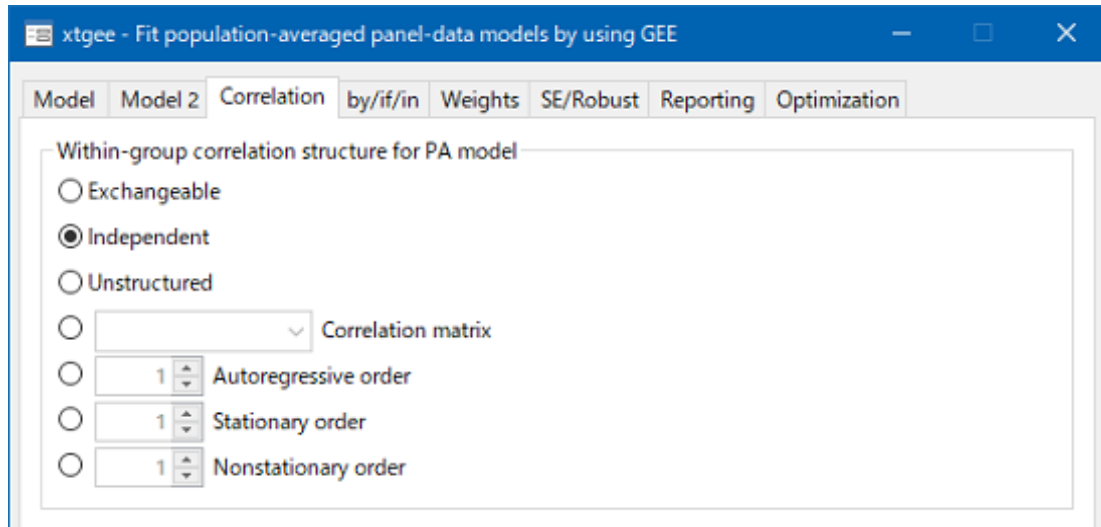 xtgee - Fit population-averaged panel-data models by using GEE
Model Model 2 Correlation by/if/in Weights SE/Robust Reporting Optimization
Within-group correlation structure for PA model
Exchangeable
Independent
Unstructured
Correlation matrix
1 Autoregressive order
1 Stationary order
1 Nonstationary order